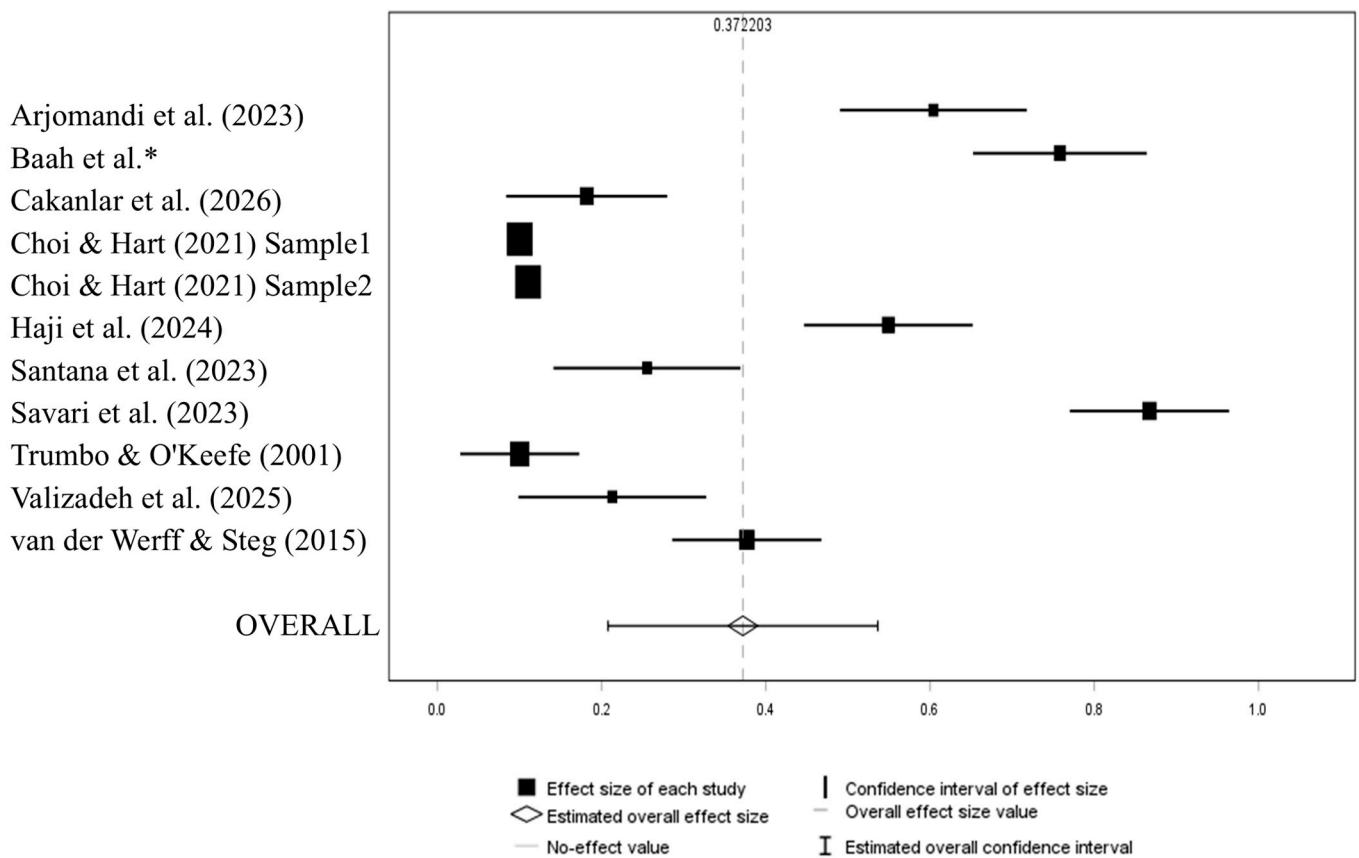 0.372203
Arjomandi et al. (2023)
Baah et al.*
Cakanlar et al. (2026)
Choi & Hart (2021) Sample1
Choi & Hart (2021) Sample2
Haji et al. (2024)
Santana et al. (2023)
Savari et al. (2023)
Trumbo & O'Keefe (2001)
Valizadeh et al. (2025)
van der Werff & Steg (2015)
OVERALL
0.0 0.2 0.4 0.6 0.8 1.0
Effect size of each study
Confidence interval of effect size
Estimated overall effect size
Overall effect size value
No-effect value
Estimated overall confidence interval